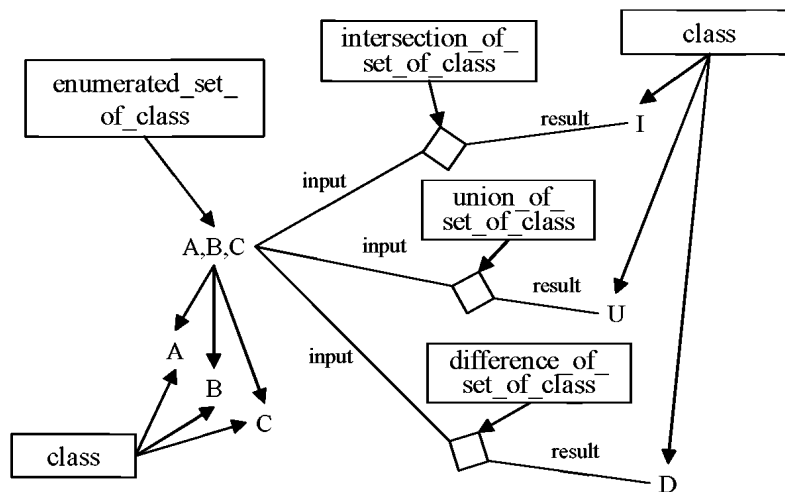 intersection_of_
set_of_class
class
enumerated_set_
of_class
result
I
input
union_of_
set_of_class
A,B,C
input
result
U
input
A
difference_of_
set_of_class
B
C
class
result
D